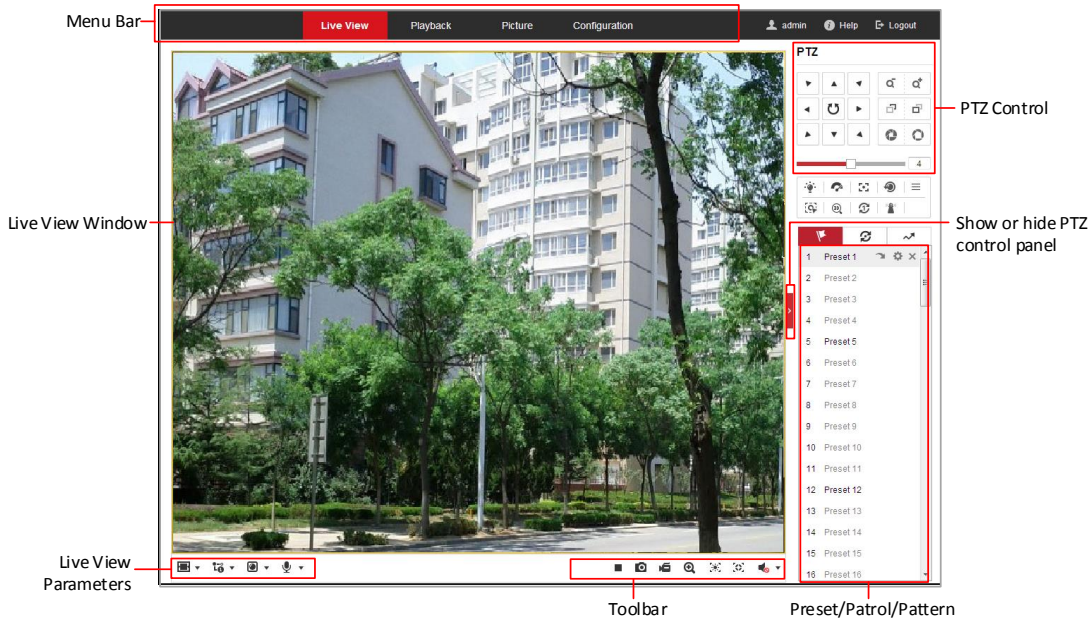 Menu Bar
Live View Playback Picture Configuration admin Help Logout
PTZ
PTZ Control
4
Live View Window
Show or hide PTZ
control panel
1 Preset 1
2 Preset 2
3 Preset 3
4 Preset 4
5 Preset 5
6 Preset 6
7 Preset 7
8 Preset 8
9 Preset 9
10 Preset 10
11 Preset 11
12 Preset 12
13 Preset 13
14 Preset 14
15 Preset 15
16 Preset 16
Live View
Parameters
Toolbar
Preset/Patrol/Pattern